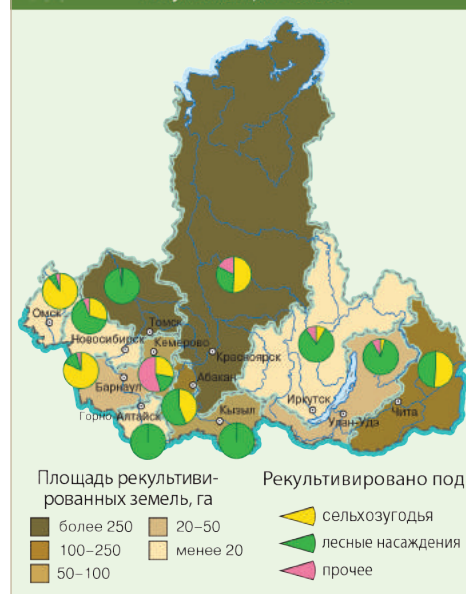 Омск
Томск
Новосибирск
Кемерово
Красноярск
Барнаул
Абакан
Горно-Алтайск
Кызыл
Иркутск
Улан-Удэ
Чита
Площадь рекультиви-
рованных земель, га
более 250
100–250
50–100
20–50
менее 20
Рекультивировано под
сельхозугодья
лесные насаждения
прочее